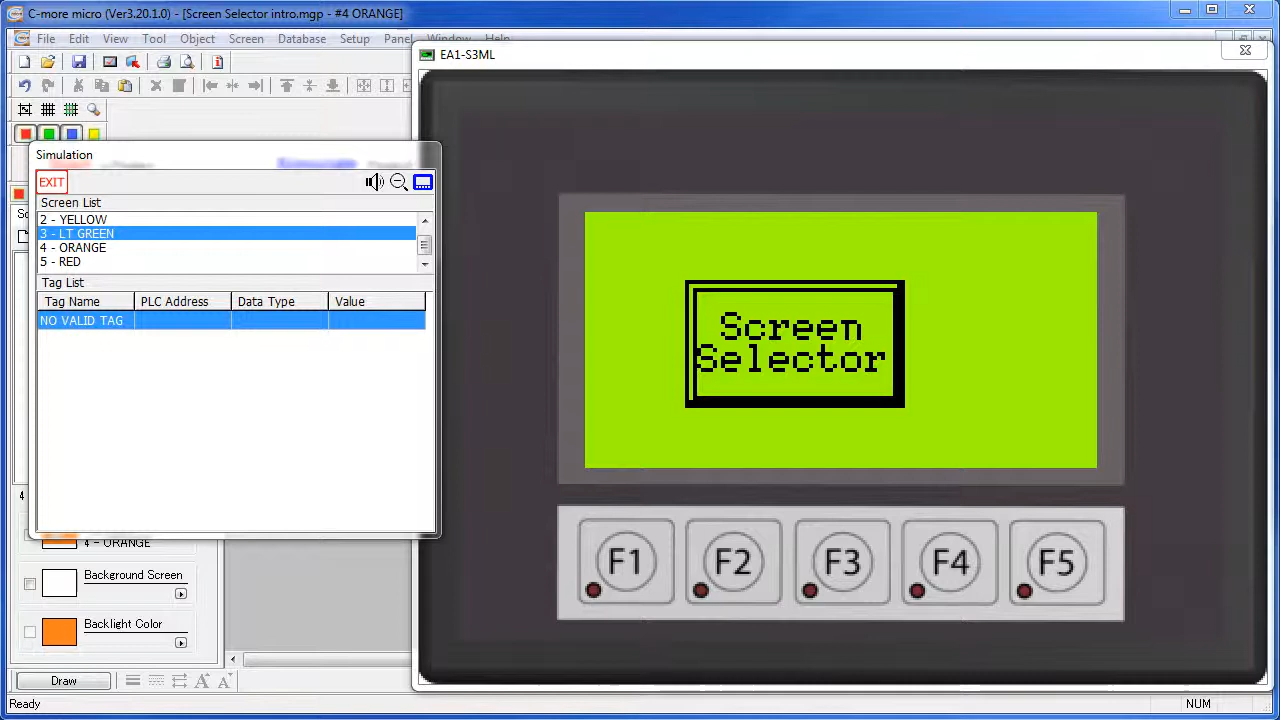 C-more micro (Ver3.20.1.0) - [Screen Selector intro.mgp - #4 ORANGE]
File Edit View Tool Object Screen Database Setup Panel Window Help
EA1-S3ML
Simulation
EXIT
Screen List
2 - YELLOW
3 - LT GREEN
4 - ORANGE
5 - RED
Tag List
Tag Name PLC Address Data Type Value
NO VALID TAG
Screen
Selector
F1 F2 F3 F4 F5
4 - ORANGE
Background Screen
Backlight Color
Draw
Ready
NUM